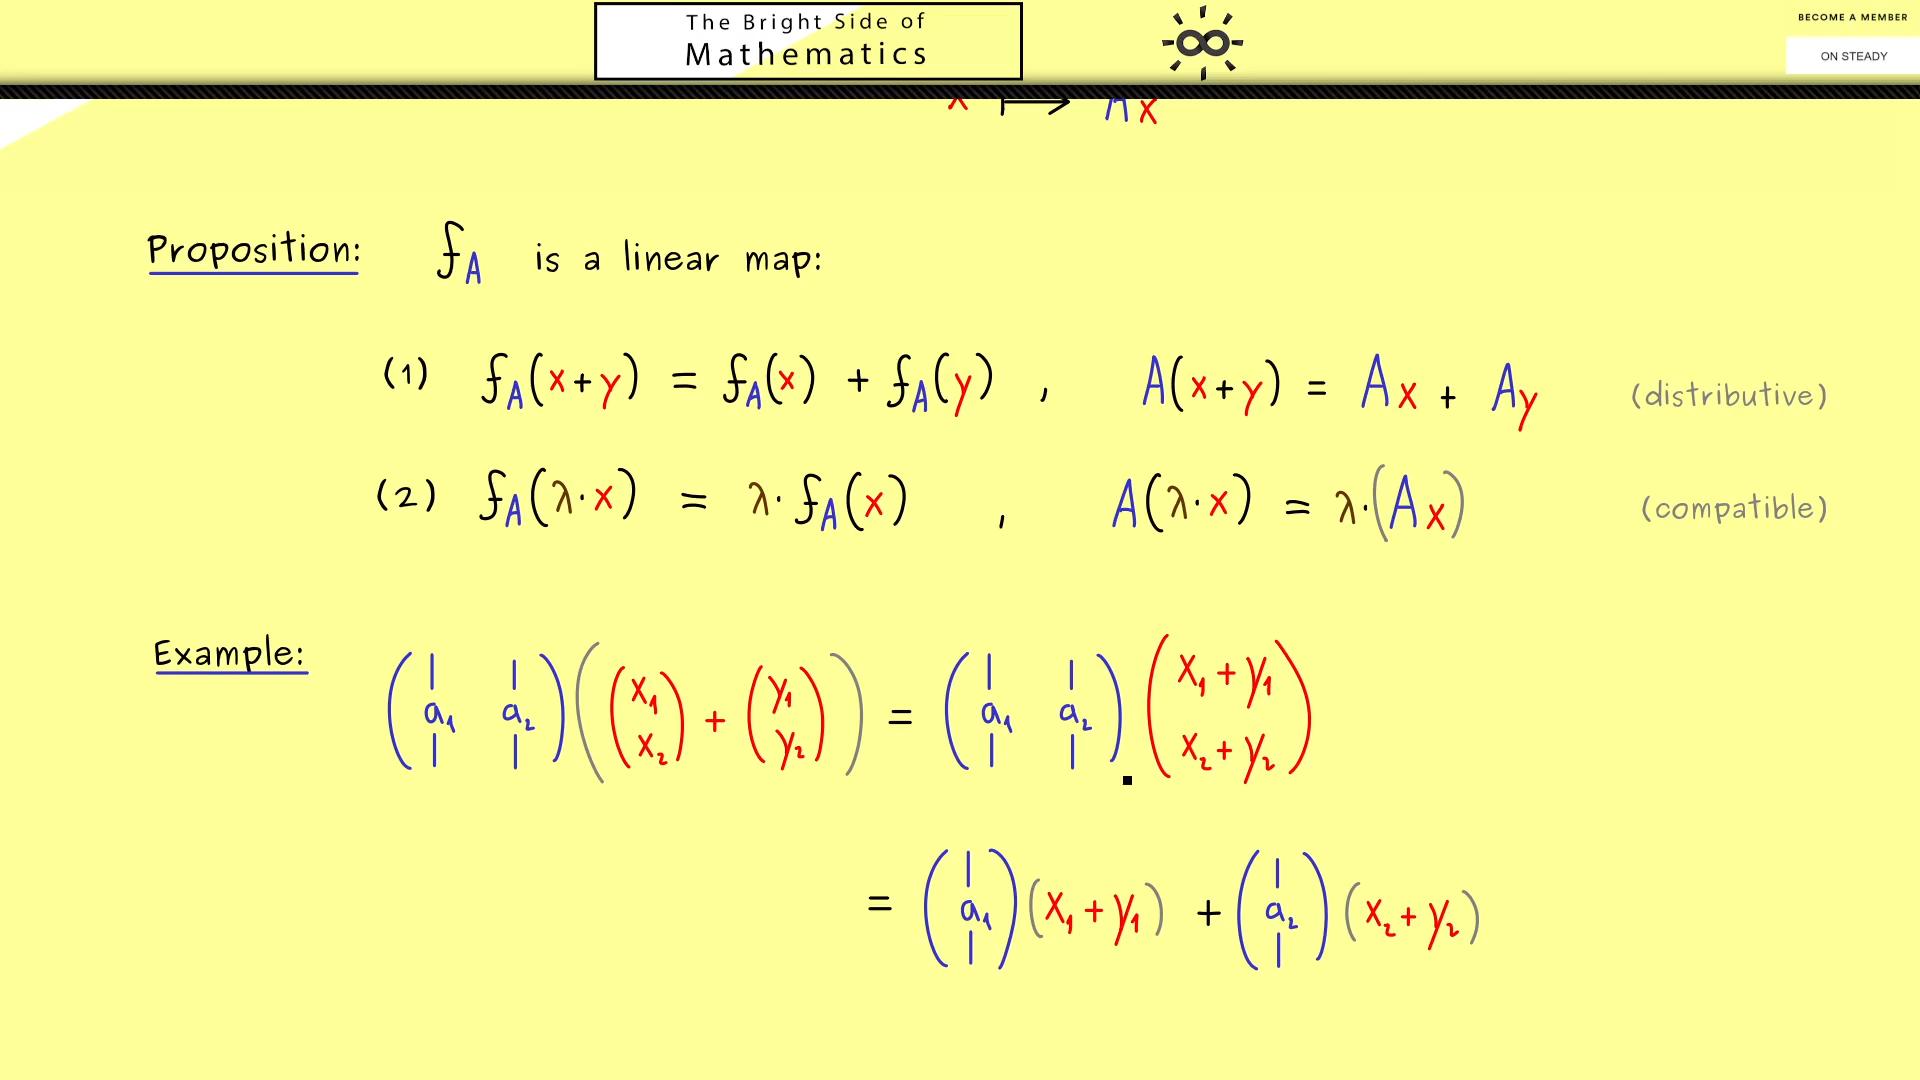 The Bright Side of
Mathematics
BECOME A MEMBER
ON STEADY
x ↦ Ax
Proposition: f_A is a linear map:
(1) f_A(x+y) = f_A(x) + f_A(y) , A(x+y) = Ax + Ay (distributive)
(2) f_A(λ·x) = λ·f_A(x) , A(λ·x) = λ·(Ax) (compatible)
Example: (a₁ a₂)((x₁ x₂) + (y₁ y₂)) = (a₁ a₂)(x₁+y₁ x₂+y₂)
= (a₁)(x₁+y₁) + (a₂)(x₂+y₂)